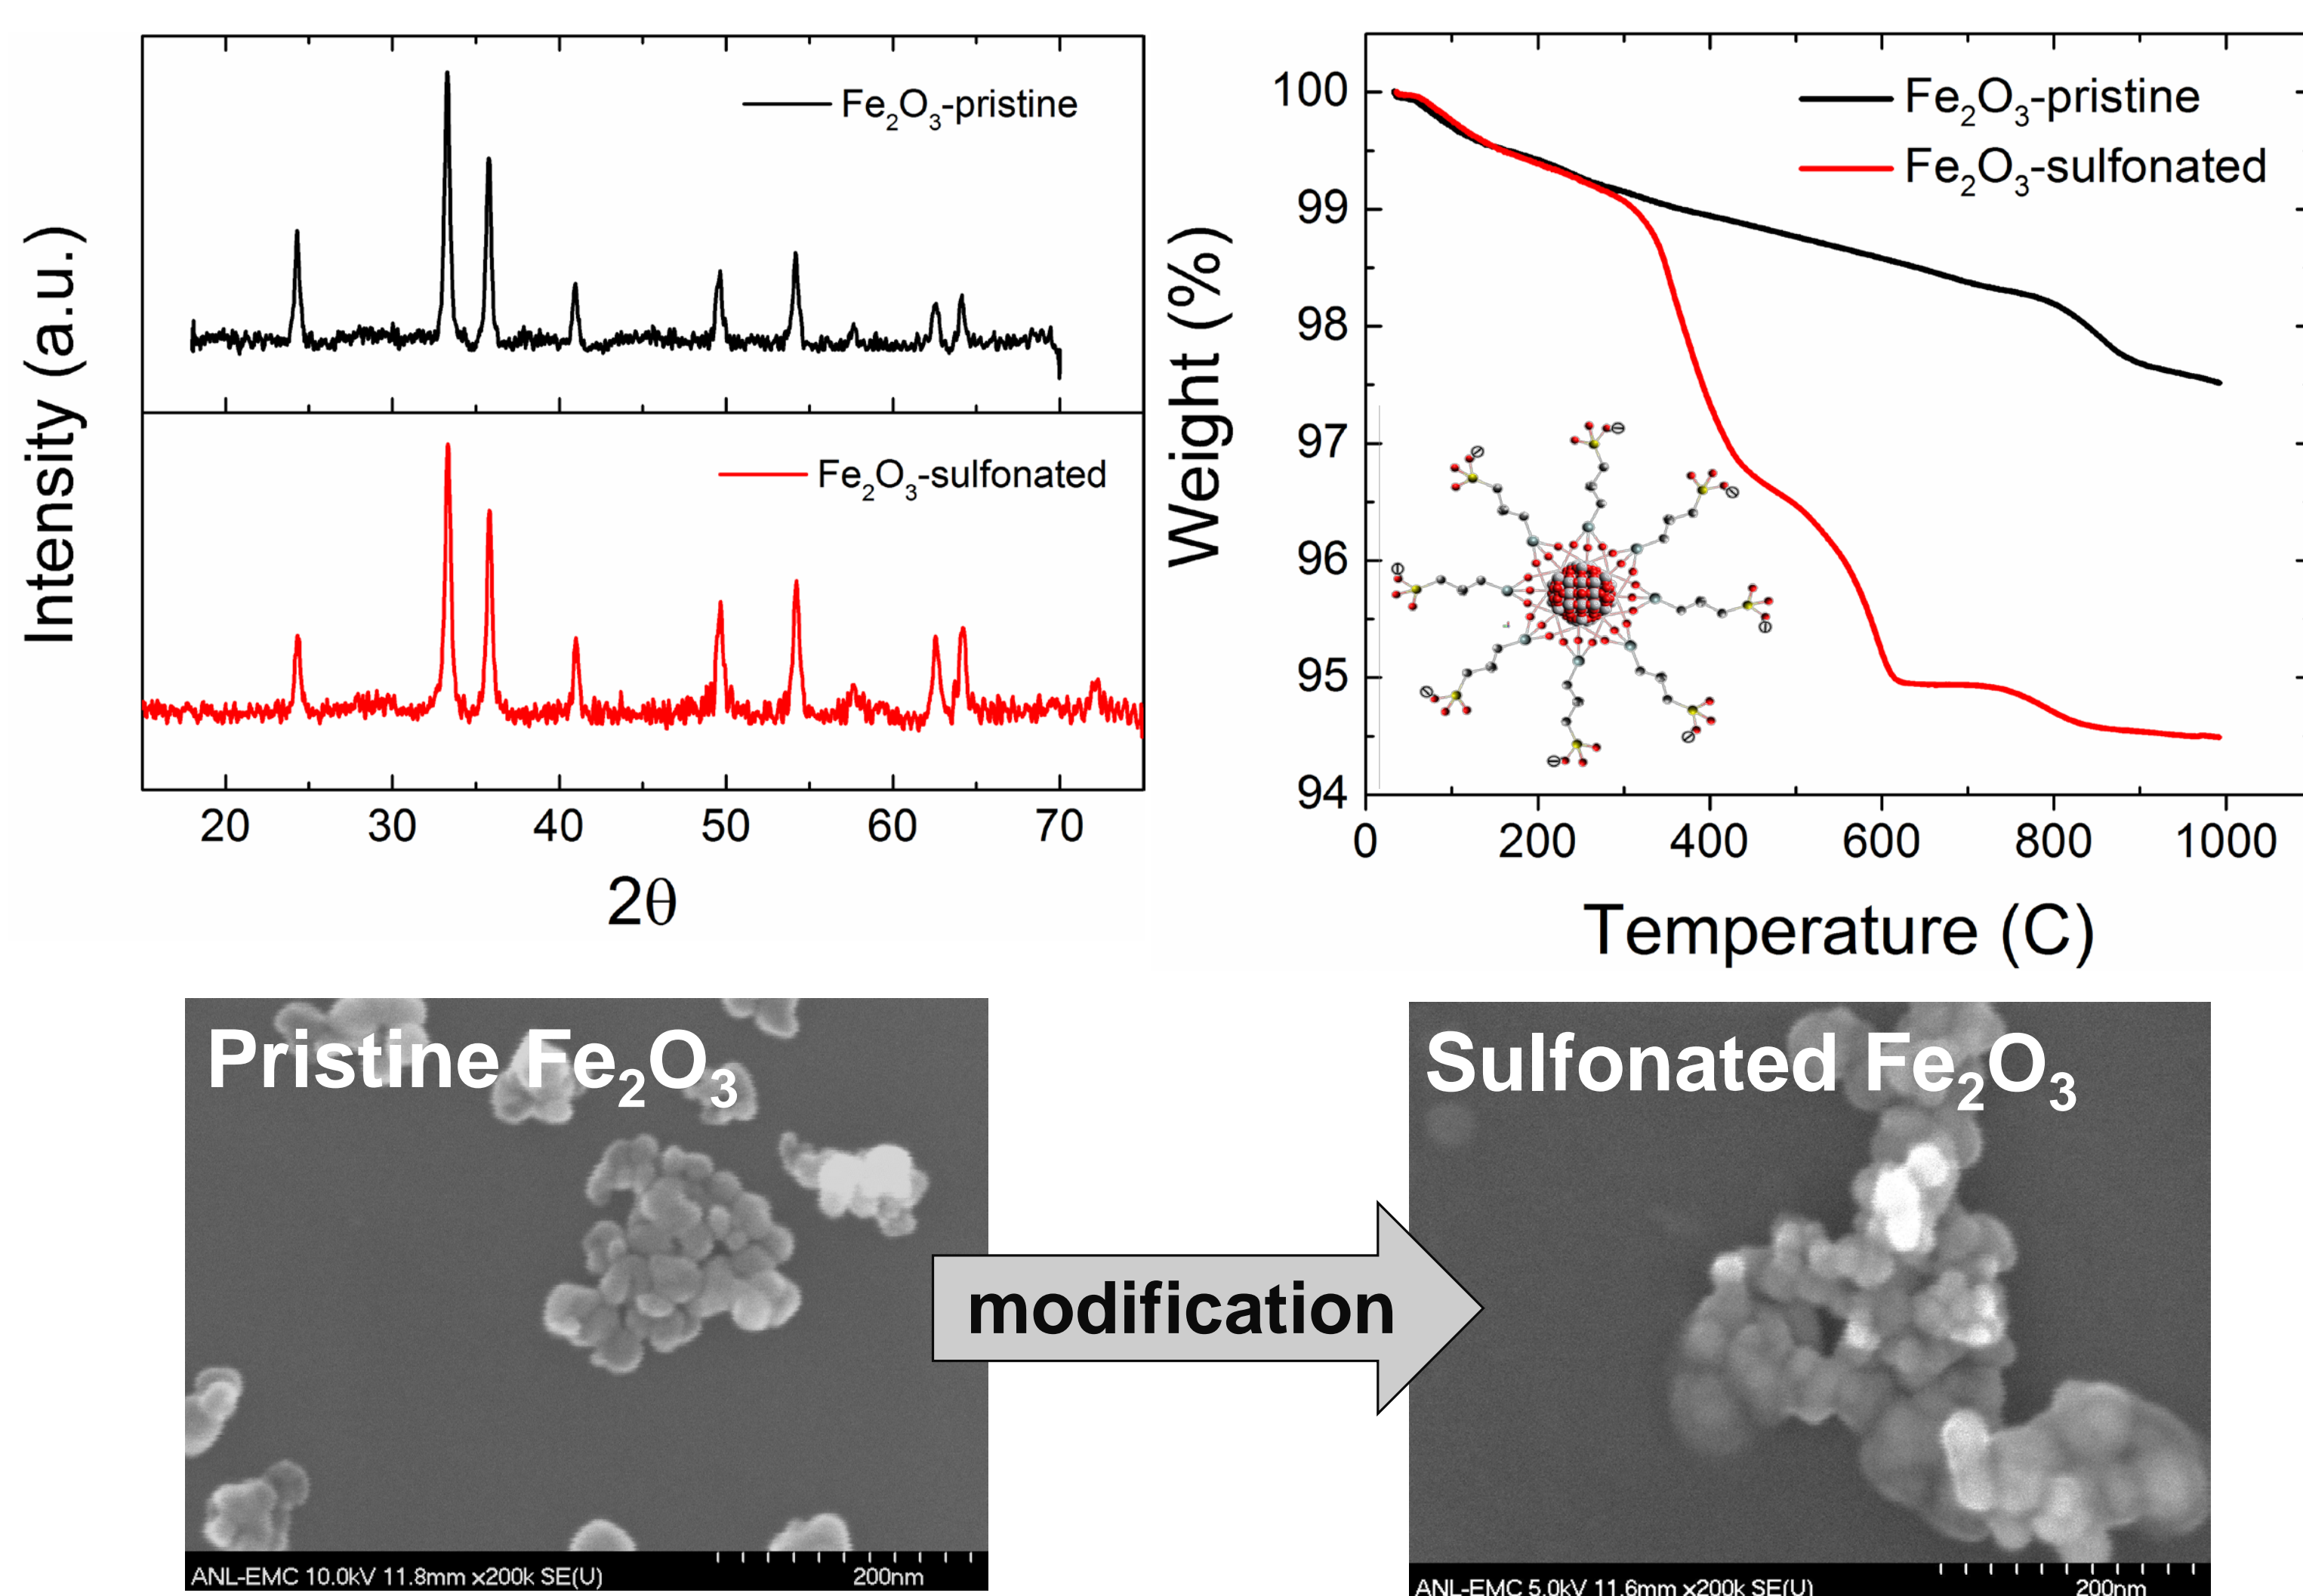 Intensity (a.u.)
Fe₂O₃-pristine
Fe₂O₃-sulfonated
20 30 40 50 60 70
2θ
Weight (%)
100
99
98
97
96
95
94
Fe₂O₃-pristine
Fe₂O₃-sulfonated
0 200 400 600 800 1000
Temperature (C)
Pristine Fe₂O₃
ANL-EMC 10.0kV 11.8mm x200k SE(U) 200nm
modification
Sulfonated Fe₂O₃
ANL-EMC 5.0kV 11.6mm x200k SE(U) 200nm